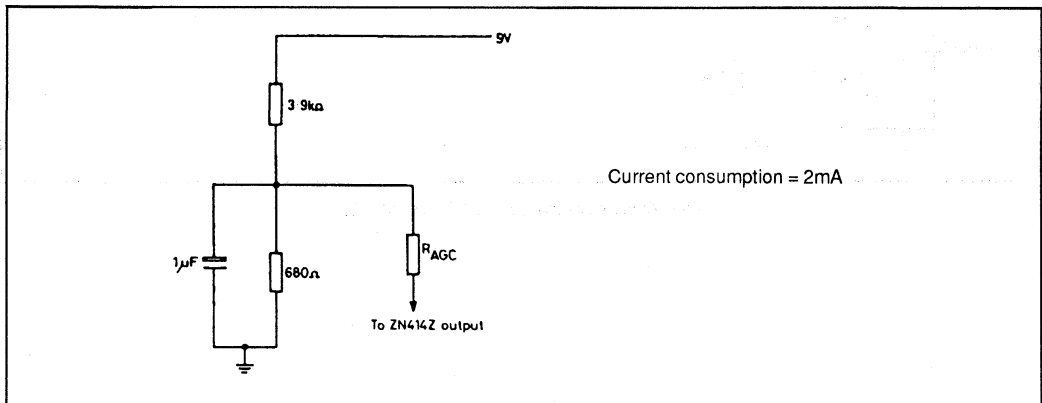 9V
3·9kΩ
Current consumption = 2mA
1μF
680Ω
RAGC
To ZN414Z output